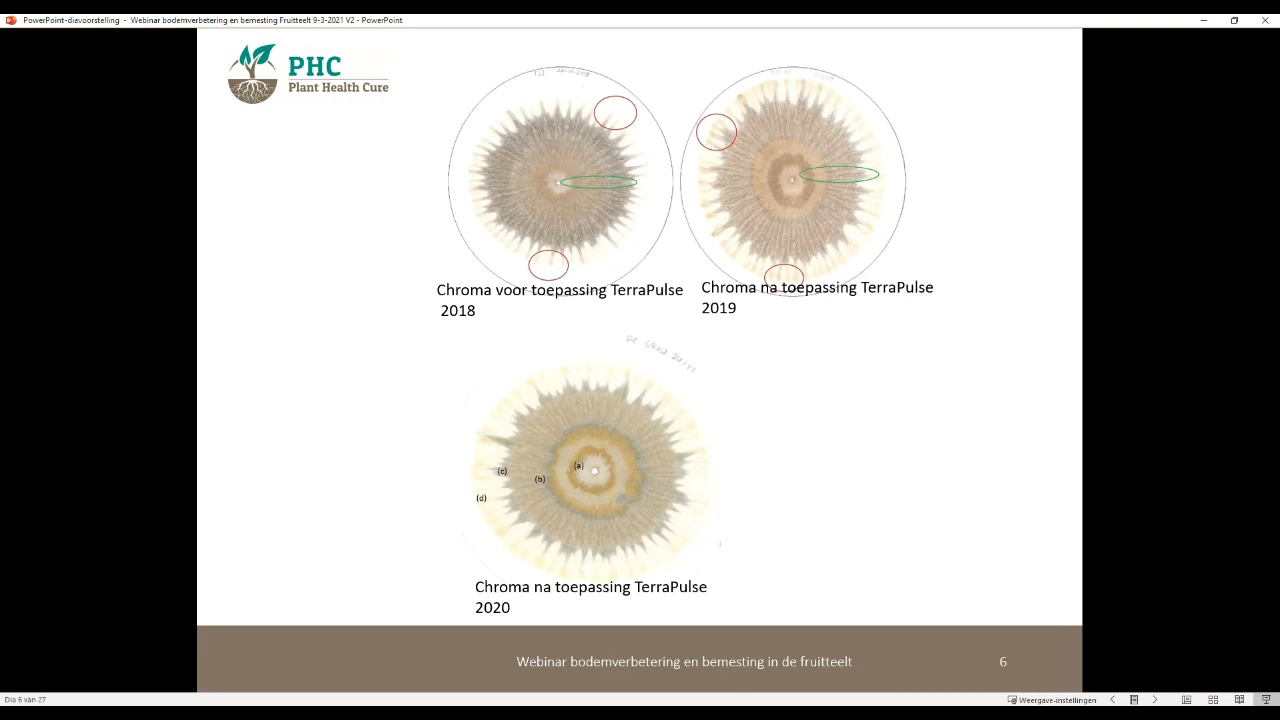 PowerPoint-diavoorstelling - Webinar bodemverbetering en bemesting Fruitteelt 9-3-2021 V2 - PowerPoint
PHC
Plant Health Cure
Chroma voor toepassing TerraPulse
2018
Chroma na toepassing TerraPulse
2019
(a)
(c)
(b)
(d)
Chroma na toepassing TerraPulse
2020
Webinar bodemverbetering en bemesting in de fruitteelt
6
Dia 6 van 27
Weergave-instellingen